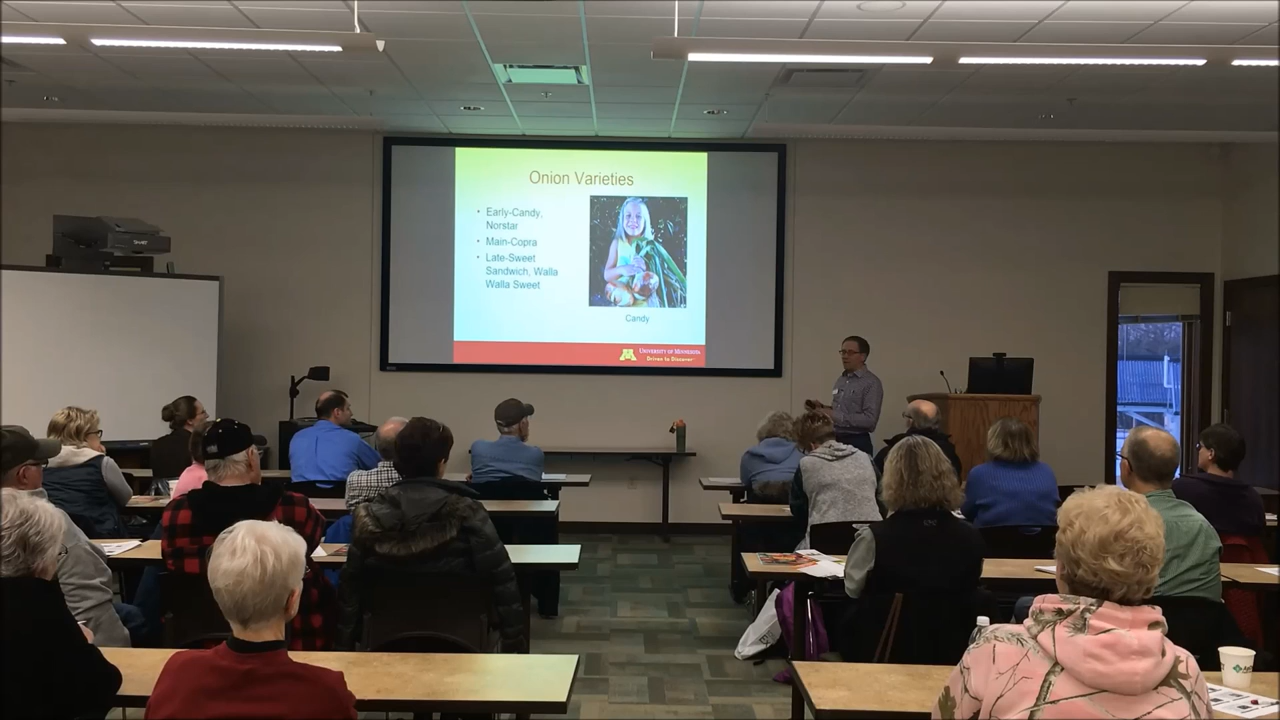 Onion Varieties
• Early-Candy,
Norstar
• Main-Copra
• Late-Sweet
Sandwich, Walla
Walla Sweet
Candy
UNIVERSITY OF MINNESOTA
Driven to Discover